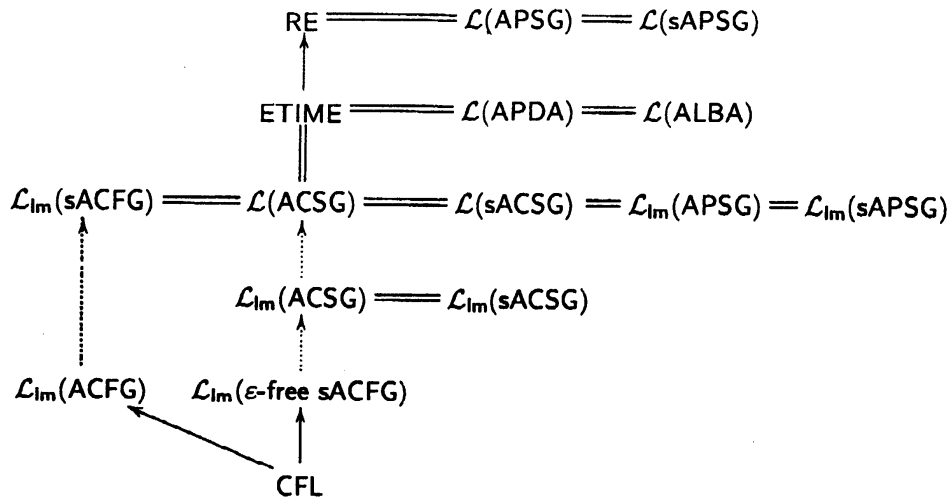 RE ℒ(APSG) ℒ(sAPSG)
ETIME ℒ(APDA) ℒ(ALBA)
ℒlm(sACFG) ℒ(ACSG) ℒ(sACSG) ℒlm(APSG) ℒlm(sAPSG)
ℒlm(ACSG) ℒlm(sACSG)
ℒlm(ACFG) ℒlm(ε-free sACFG)
CFL